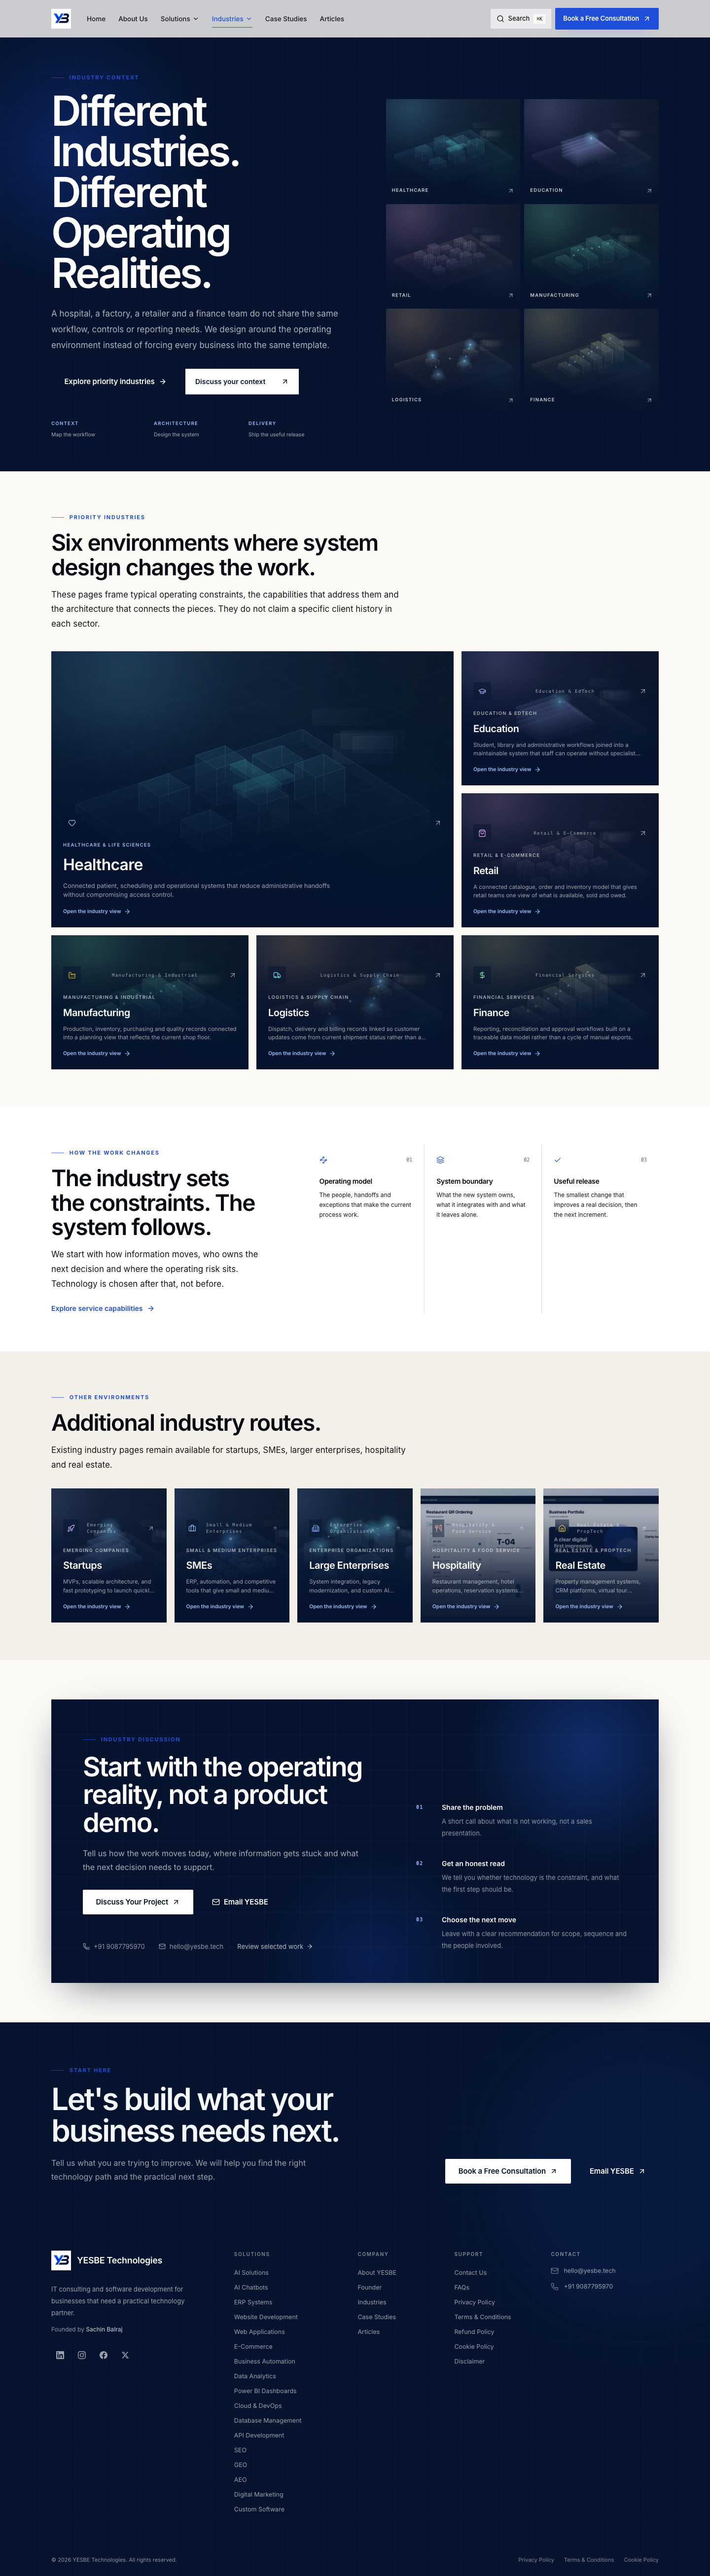 YB
Home
About Us
Solutions
Industries
Case Studies
Articles
Search
⌘K
Book a Free Consultation
INDUSTRY CONTEXT
Different
Industries.
Different
Operating
Realities.
A hospital, a factory, a retailer and a finance team do not share the same
workflow, controls or reporting needs. We design around the operating
environment instead of forcing every business into the same template.
Explore priority industries
Discuss your context
CONTEXT
Map the workflow
ARCHITECTURE
Design the system
DELIVERY
Ship the useful release
HEALTHCARE
EDUCATION
RETAIL
MANUFACTURING
LOGISTICS
FINANCE
PRIORITY INDUSTRIES
Six environments where system
design changes the work.
These pages frame typical operating constraints, the capabilities that address them and
the architecture that connects the pieces. They do not claim a specific client history in
each sector.
HEALTHCARE & LIFE SCIENCES
Healthcare
Connected patient, scheduling and operational systems that reduce administrative handoffs
without compromising access control.
Open the industry view
Education & EdTech
EDUCATION & EDTECH
Education
Student, library and administrative workflows joined into a
maintainable system that staff can operate without specialist...
Open the industry view
Retail & E-Commerce
RETAIL & E-COMMERCE
Retail
A connected catalogue, order and inventory model that gives
retail teams one view of what is available, sold and owed.
Open the industry view
Manufacturing & Industrial
MANUFACTURING & INDUSTRIAL
Manufacturing
Production, inventory, purchasing and quality records connected
into a planning view that reflects the current shop floor.
Open the industry view
Logistics & Supply Chain
LOGISTICS & SUPPLY CHAIN
Logistics
Dispatch, delivery and billing records linked so customer
updates come from current shipment status rather than a...
Open the industry view
Financial Services
FINANCIAL SERVICES
Finance
Reporting, reconciliation and approval workflows built on a
traceable data model rather than a cycle of manual exports.
Open the industry view
HOW THE WORK CHANGES
The industry sets
the constraints. The
system follows.
We start with how information moves, who owns the
next decision and where the operating risk sits.
Technology is chosen after that, not before.
Explore service capabilities
01
Operating model
The people, handoffs and
exceptions that make the current
process work.
02
System boundary
What the new system owns,
what it integrates with and what
it leaves alone.
03
Useful release
The smallest change that
improves a real decision, then
the next increment.
OTHER ENVIRONMENTS
Additional industry routes.
Existing industry pages remain available for startups, SMEs, larger enterprises, hospitality
and real estate.
Emerging
Companies
EMERGING COMPANIES
Startups
MVPs, scalable architecture, and
fast prototyping to launch quickl...
Open the industry view
Small & Medium
Enterprises
SMALL & MEDIUM ENTERPRISES
SMEs
ERP, automation, and competitive
tools that give small and mediu...
Open the industry view
Enterprise
Organizations
ENTERPRISE ORGANIZATIONS
Large Enterprises
System integration, legacy
modernization, and custom AI...
Open the industry view
Restaurant QR Ordering
Hospitality &
Food Service
T-04
HOSPITALITY & FOOD SERVICE
Hospitality
Restaurant management, hotel
operations, reservation systems...
Open the industry view
Business Portfolio
Real Estate &
PropTech
A clear digital
first impression.
REAL ESTATE & PROPTECH
Real Estate
Property management systems,
CRM platforms, virtual tour...
Open the industry view
INDUSTRY DISCUSSION
Start with the operating
reality, not a product
demo.
Tell us how the work moves today, where information gets stuck and what
the next decision needs to support.
Discuss Your Project
Email YESBE
+91 9087795970
hello@yesbe.tech
Review selected work
01
Share the problem
A short call about what is not working, not a sales
presentation.
02
Get an honest read
We tell you whether technology is the constraint, and what
the first step should be.
03
Choose the next move
Leave with a clear recommendation for scope, sequence and
the people involved.
START HERE
Let's build what your
business needs next.
Tell us what you are trying to improve. We will help you find the right
technology path and the practical next step.
Book a Free Consultation
Email YESBE
YB
YESBE Technologies
IT consulting and software development for
businesses that need a practical technology
partner.
Founded by Sachin Balraj
SOLUTIONS
AI Solutions
AI Chatbots
ERP Systems
Website Development
Web Applications
E-Commerce
Business Automation
Data Analytics
Power BI Dashboards
Cloud & DevOps
Database Management
API Development
SEO
GEO
AEO
Digital Marketing
Custom Software
COMPANY
About YESBE
Founder
Industries
Case Studies
Articles
SUPPORT
Contact Us
FAQs
Privacy Policy
Terms & Conditions
Refund Policy
Cookie Policy
Disclaimer
CONTACT
hello@yesbe.tech
+91 9087795970
© 2026 YESBE Technologies. All rights reserved.
Privacy Policy
Terms & Conditions
Cookie Policy